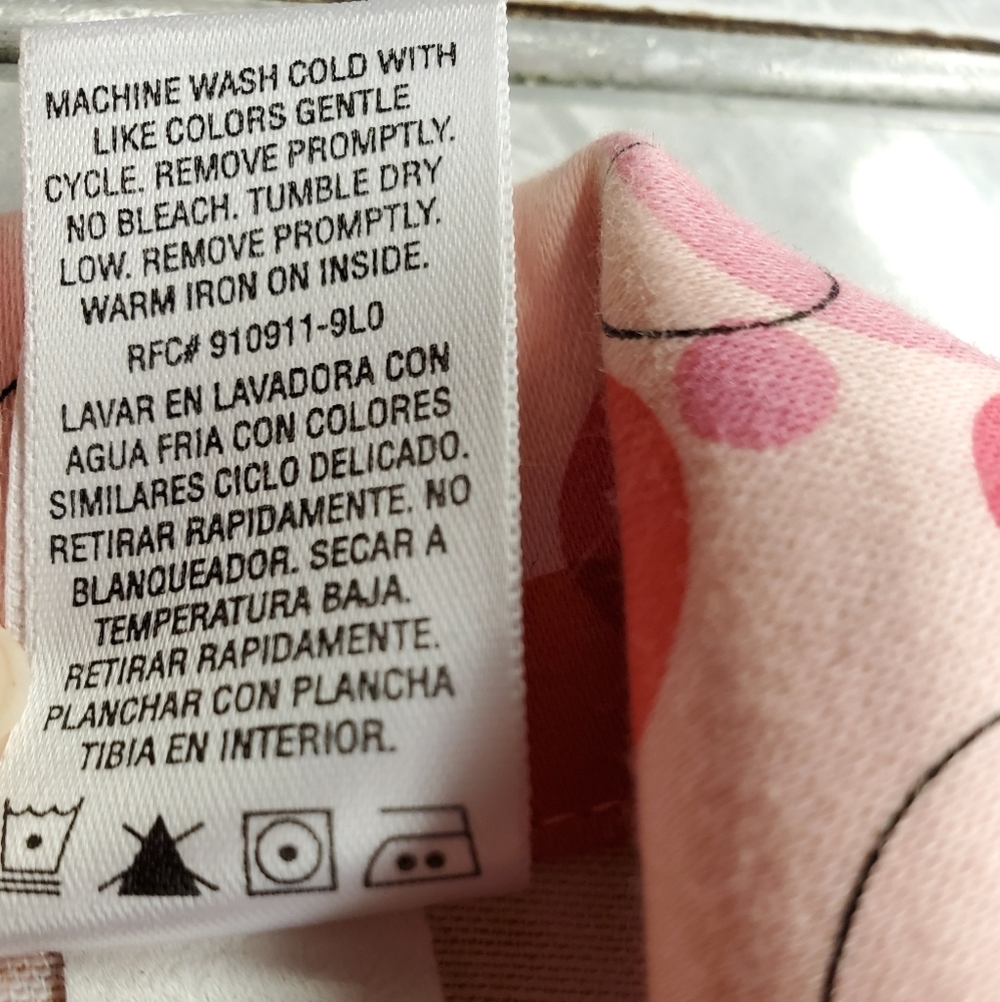 MACHINE WASH COLD WITH
LIKE COLORS GENTLE
CYCLE. REMOVE PROMPTLY.
NO BLEACH. TUMBLE DRY
LOW. REMOVE PROMPTLY.
WARM IRON ON INSIDE.
RFC# 910911-9L0
LAVAR EN LAVADORA CON
AGUA FRIA CON COLORES
SIMILARES CICLO DELICADO.
RETIRAR RAPIDAMENTE. NO
BLANQUEADOR. SECAR A
TEMPERATURA BAJA.
RETIRAR RAPIDAMENTE.
PLANCHAR CON PLANCHA
TIBIA EN INTERIOR.